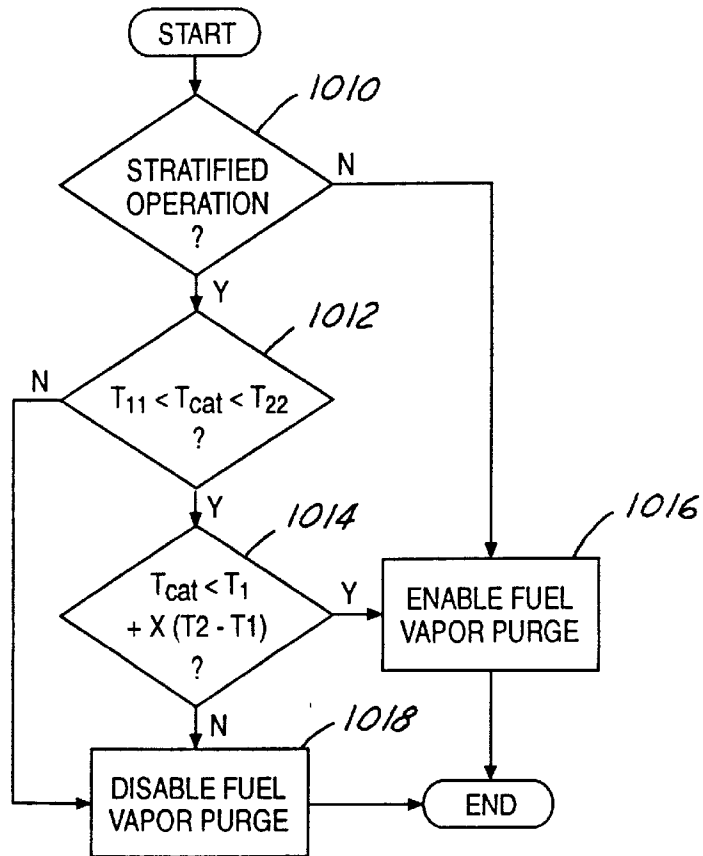 START
1010
STRATIFIED
OPERATION
?
N
Y
1012
N
T11 < Tcat < T22
?
Y
1014
Tcat < T1
+ X (T2 - T1)
?
Y
1016
ENABLE FUEL
VAPOR PURGE
N
1018
DISABLE FUEL
VAPOR PURGE
END